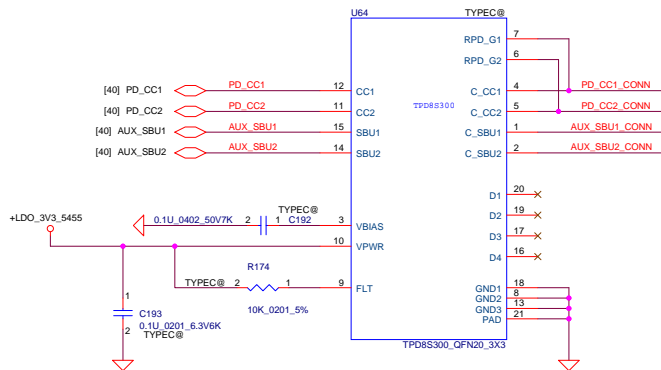 U64 TYPEC@
RPD_G1 7
RPD_G2 6
[40] PD_CC1 PD_CC1 12 CC1 C_CC1 4 PD_CC1_CONN
TPD8S300
[40] PD_CC2 PD_CC2 11 CC2 C_CC2 5 PD_CC2_CONN
[40] AUX_SBU1 AUX_SBU1 15 SBU1 C_SBU1 1 AUX_SBU1_CONN
[40] AUX_SBU2 AUX_SBU2 14 SBU2 C_SBU2 2 AUX_SBU2_CONN
D1 20
D2 19
D3 17
D4 16
TYPEC@
+LDO_3V3_5455
0.1U_0402_50V7K 2 1 C192 3 VBIAS
10 VPWR
R174
TYPEC@ 2 1 9 FLT
10K_0201_5%
GND1 18
GND2 8
GND3 13
PAD 21
1
C193
0.1U_0201_6.3V6K
2 TYPEC@
TPD8S300_QFN20_3X3